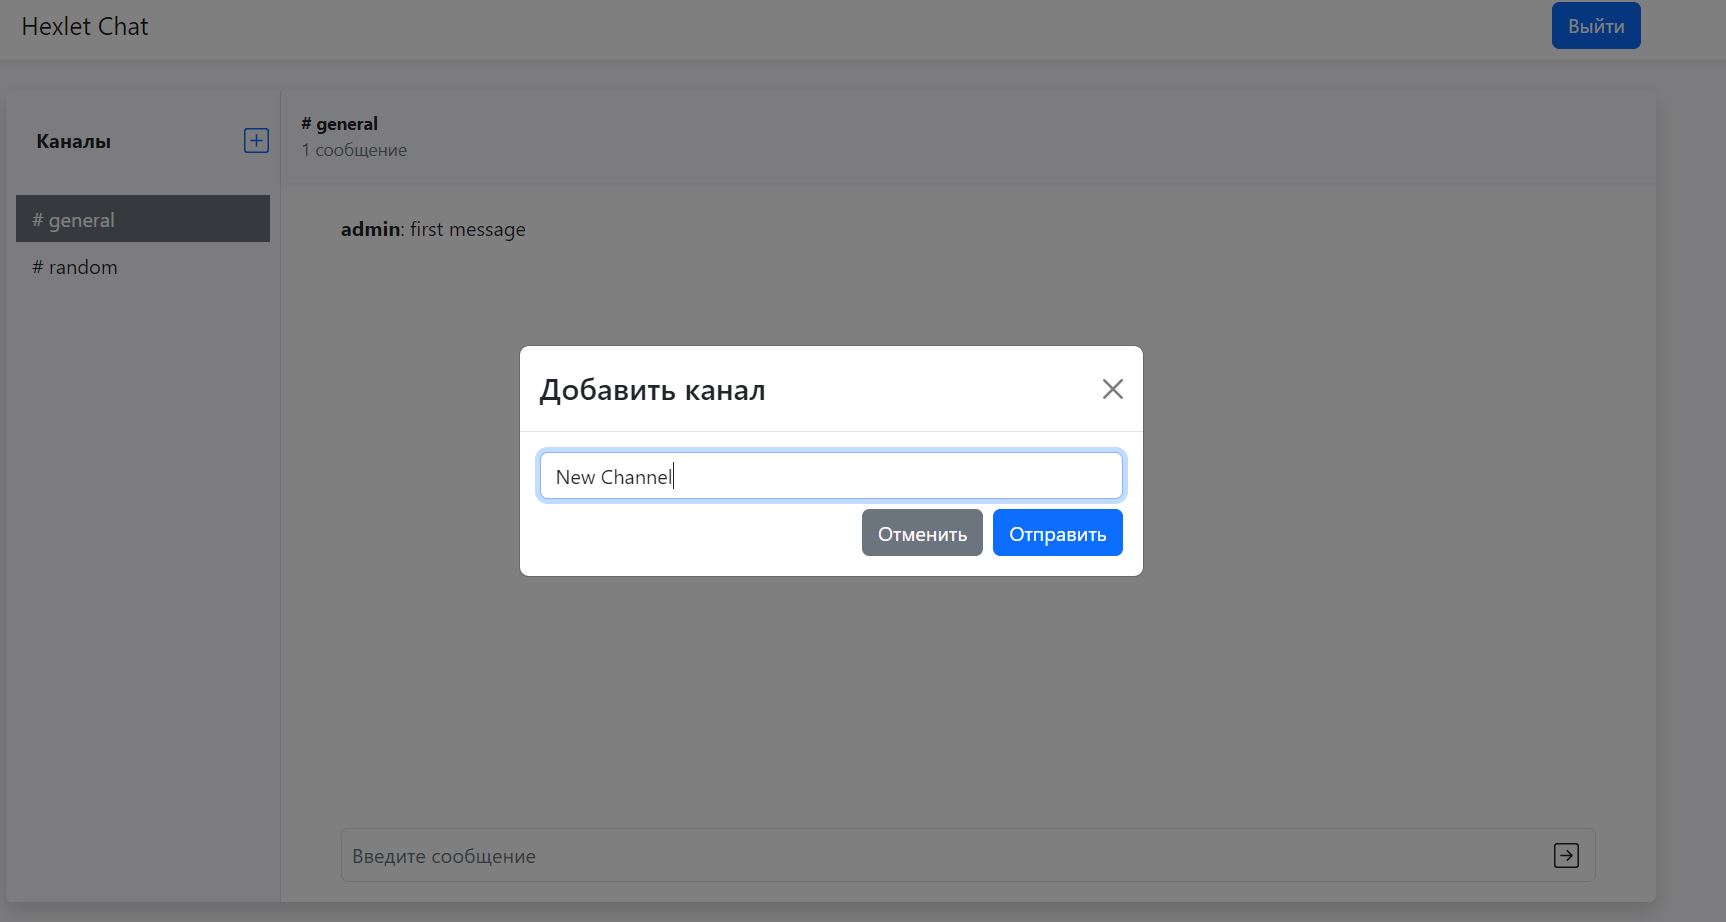 Hexlet Chat
Выйти
Каналы
# general
# random
# general
1 сообщение
admin: first message
Добавить канал
New Channel
Отменить
Отправить
Введите сообщение